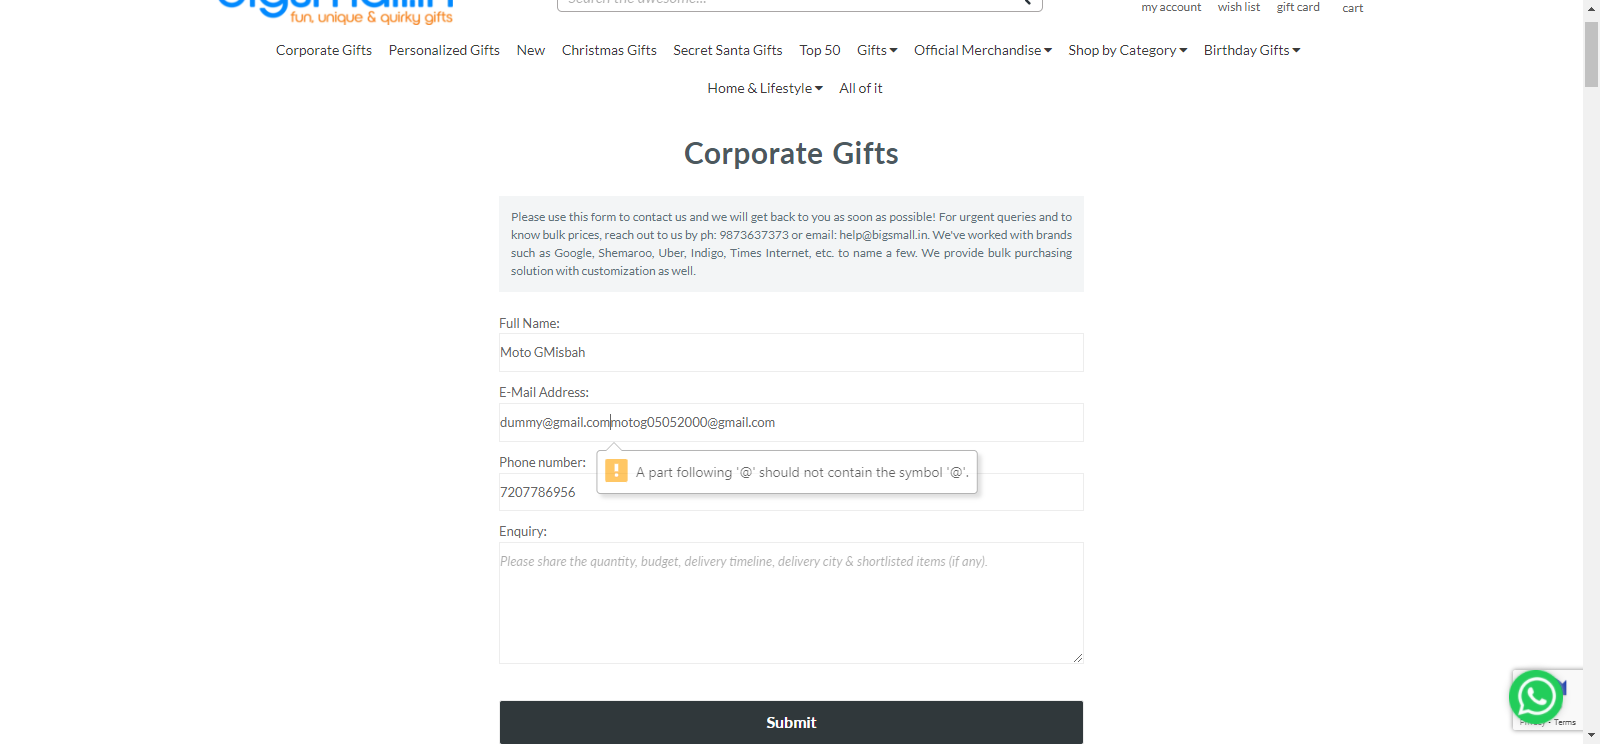 fun, unique & quirky gifts
Search the awesome...
my account wish list gift card cart
Corporate Gifts Personalized Gifts New Christmas Gifts Secret Santa Gifts Top 50 Gifts Official Merchandise Shop by Category Birthday Gifts
Home & Lifestyle All of it
Corporate Gifts
Please use this form to contact us and we will get back to you as soon as possible! For urgent queries and to
know bulk prices, reach out to us by ph: 9873637373 or email: help@bigsmall.in. We've worked with brands
such as Google, Shemaroo, Uber, Indigo, Times Internet, etc. to name a few. We provide bulk purchasing
solution with customization as well.
Full Name:
Moto GMisbah
E-Mail Address:
dummy@gmail.commotog05052000@gmail.com
A part following '@' should not contain the symbol '@'.
Phone number:
7207786956
Enquiry:
Please share the quantity, budget, delivery timeline, delivery city & shortlisted items (if any).
Submit
Privacy - Terms